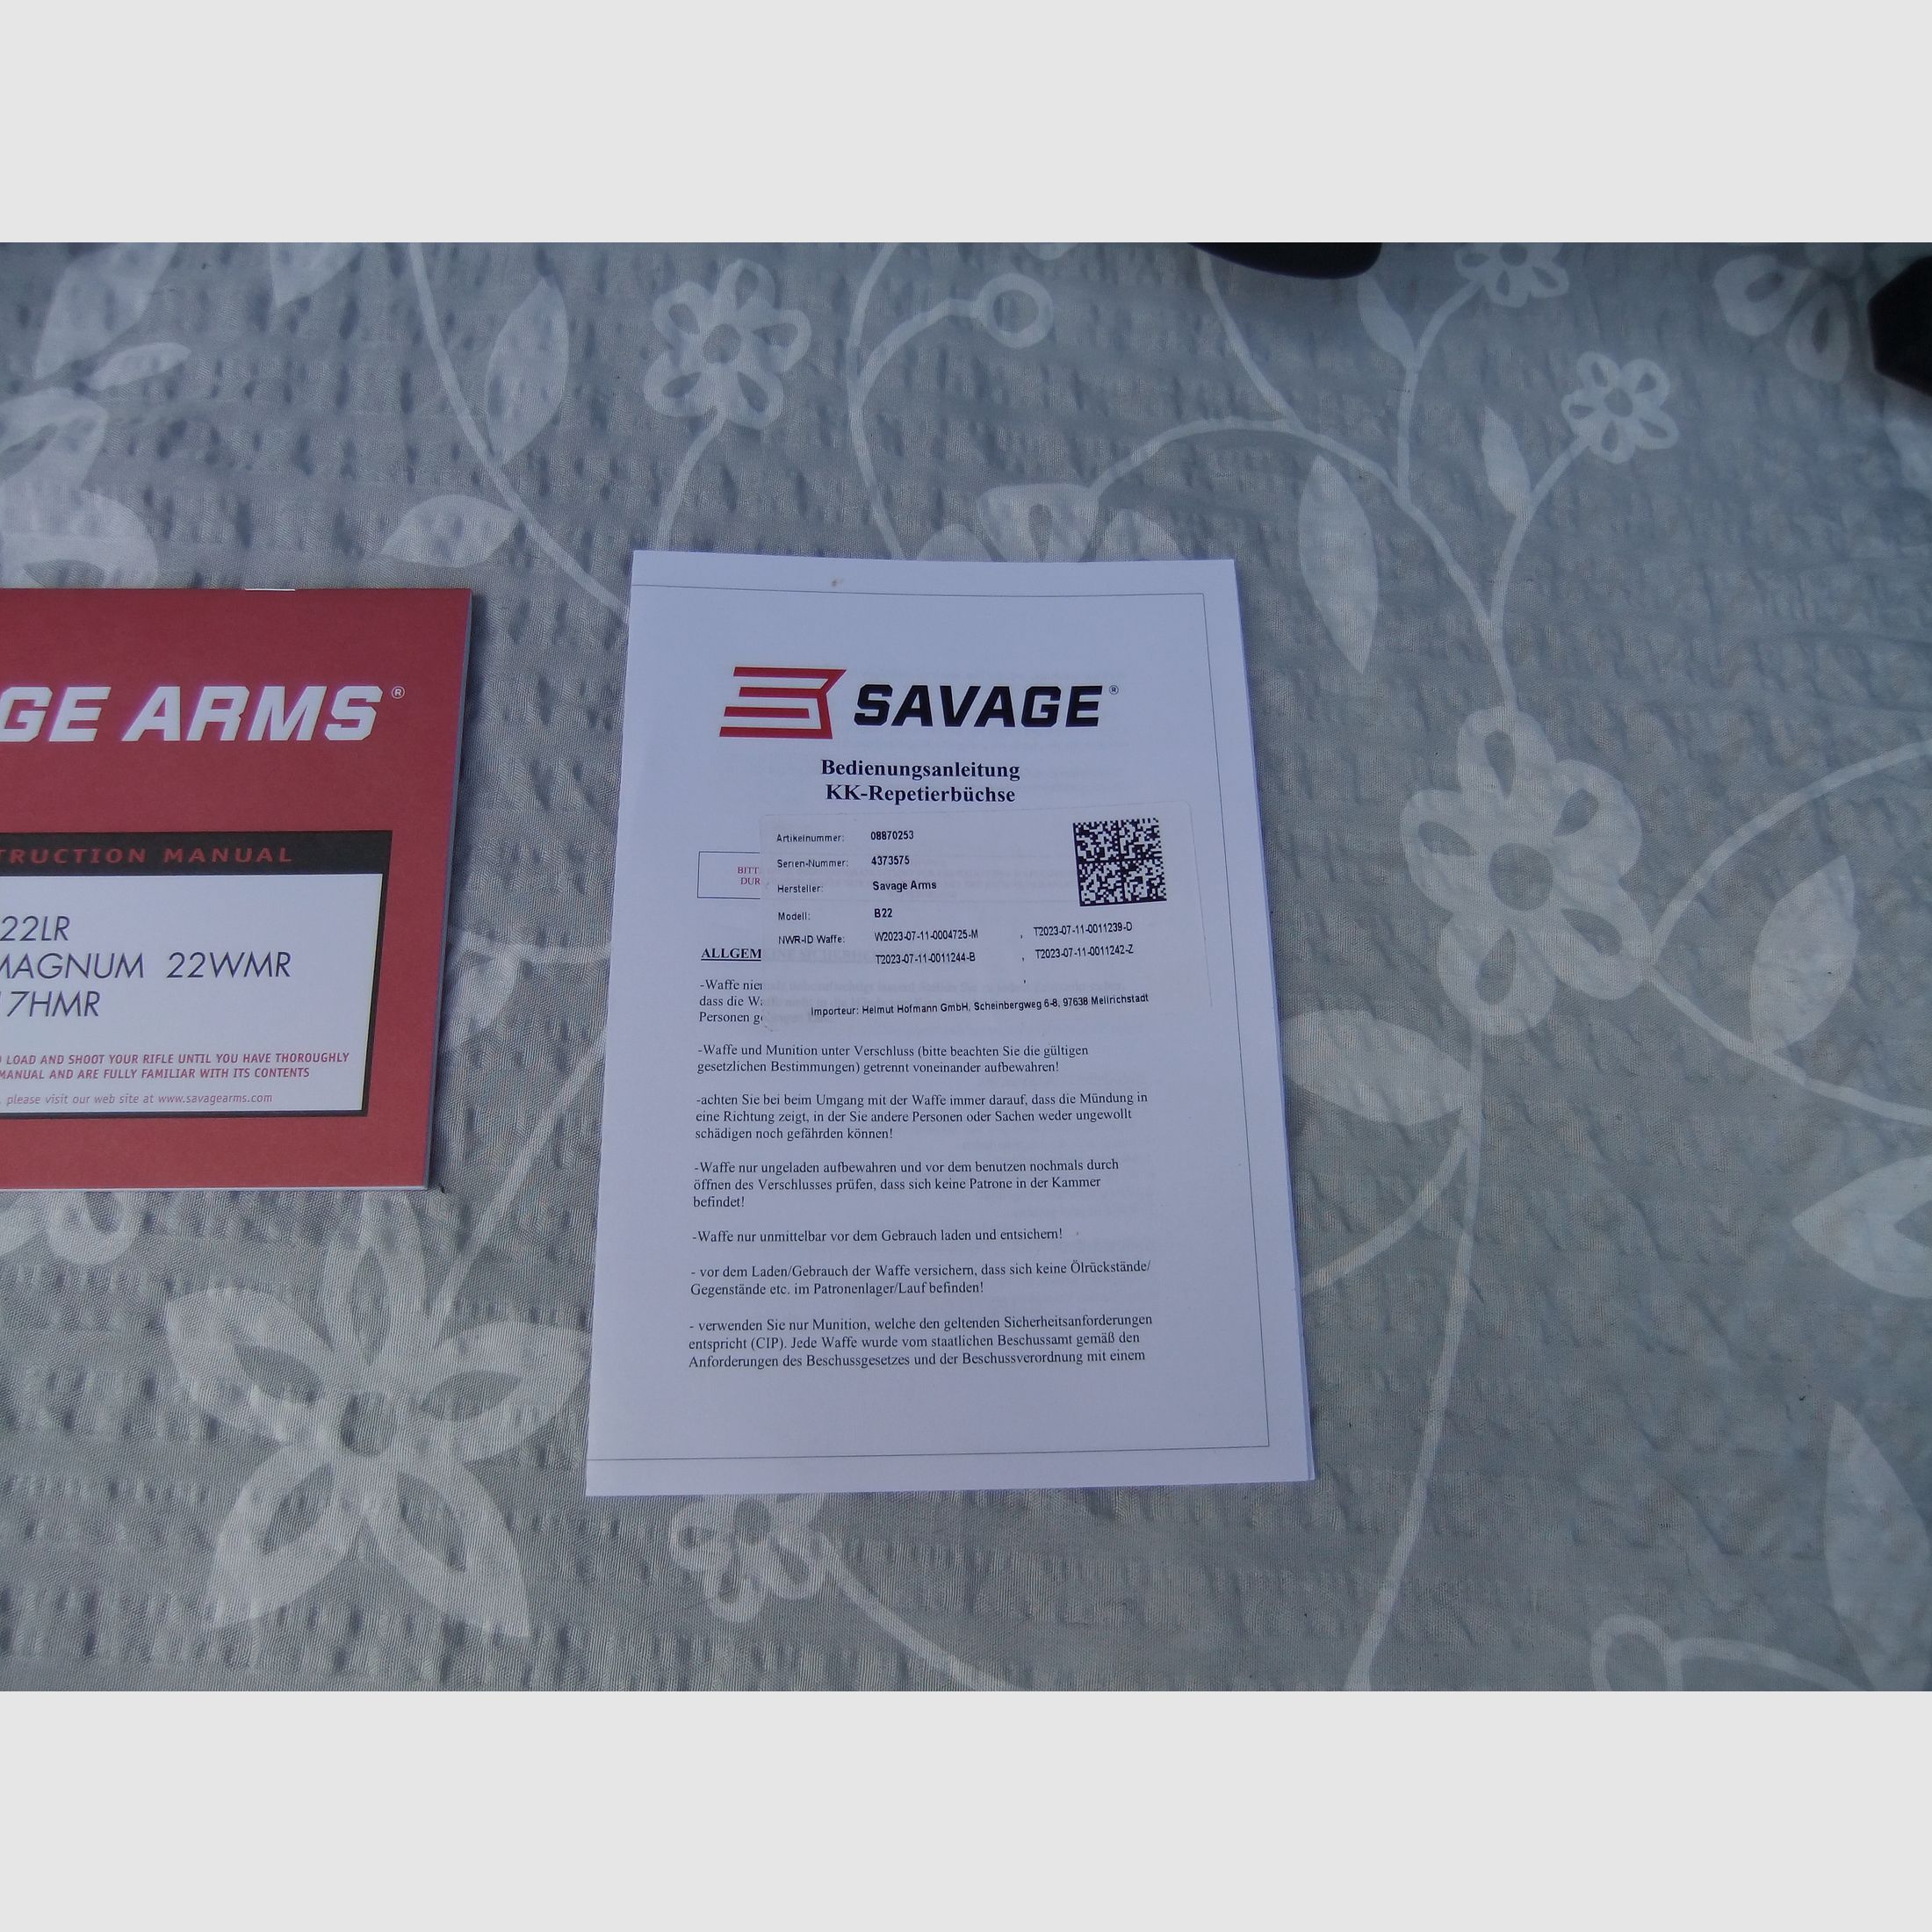 GE ARMS®
TRUCTION MANUAL
22LR
MAGNUM 22WMR
17HMR
LOAD AND SHOOT YOUR RIFLE UNTIL YOU HAVE THOROUGHLY
MANUAL AND ARE FULLY FAMILIAR WITH ITS CONTENTS
please visit our web site at www.savagearms.com
SAVAGE®
Bedienungsanleitung
KK-Repetierbüchse
Artikelnummer: 08870253
Serien-Nummer: 4373575
BITT
DUR
Hersteller: Savage Arms
Modell: B22
NWR-ID Waffe: W2023-07-11-0004725-M , T2023-07-11-0011239-D
T2023-07-11-0011244-B , T2023-07-11-0011242-Z
,
Importeur: Helmut Hofmann GmbH, Scheinbergweg 6-8, 97638 Mellrichstadt
ALLGEM
-Waffe nie
dass die W
Personen g
-Waffe und Munition unter Verschluss (bitte beachten Sie die gültigen
gesetzlichen Bestimmungen) getrennt voneinander aufbewahren!
-achten Sie bei beim Umgang mit der Waffe immer darauf, dass die Mündung in
eine Richtung zeigt, in der Sie andere Personen oder Sachen weder ungewollt
schädigen noch gefährden können!
-Waffe nur ungeladen aufbewahren und vor dem benutzen nochmals durch
öffnen des Verschlusses prüfen, dass sich keine Patrone in der Kammer
befindet!
-Waffe nur unmittelbar vor dem Gebrauch laden und entsichern!
- vor dem Laden/Gebrauch der Waffe versichern, dass sich keine Ölrückstände/
Gegenstände etc. im Patronenlager/Lauf befinden!
- verwenden Sie nur Munition, welche den geltenden Sicherheitsanforderungen
entspricht (CIP). Jede Waffe wurde vom staatlichen Beschussamt gemäß den
Anforderungen des Beschussgesetzes und der Beschussverordnung mit einem